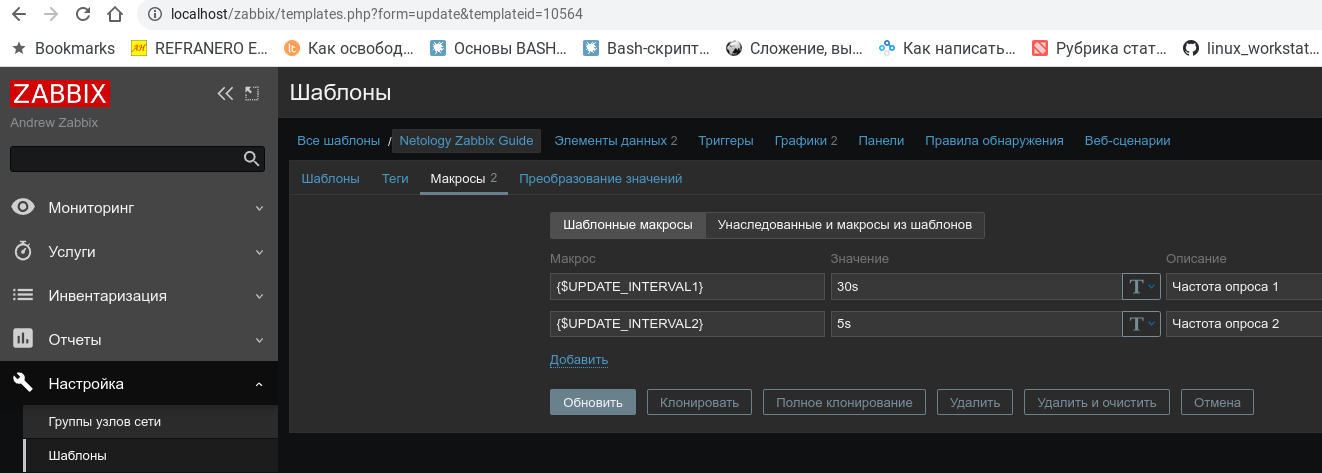 localhost/zabbix/templates.php?form=update&templateid=10564
Bookmarks REFRANERO E... Как освобод... Основы BASH... Bash-скрипт... Сложение, вы... Как написать... Рубрика стат... linux_workstat...
ZABBIX
Andrew Zabbix
Мониторинг
Услуги
Инвентаризация
Отчеты
Настройка
Группы узлов сети
Шаблоны
Шаблоны
Все шаблоны / Netology Zabbix Guide Элементы данных 2 Триггеры Графики 2 Панели Правила обнаружения Веб-сценарии
Шаблоны Теги Макросы 2 Преобразование значений
Шаблонные макросы Унаследованные и макросы из шаблонов
Макрос Значение Описание
{$UPDATE_INTERVAL1} 30s T Частота опроса 1
{$UPDATE_INTERVAL2} 5s T Частота опроса 2
Добавить
Обновить Клонировать Полное клонирование Удалить Удалить и очистить Отмена